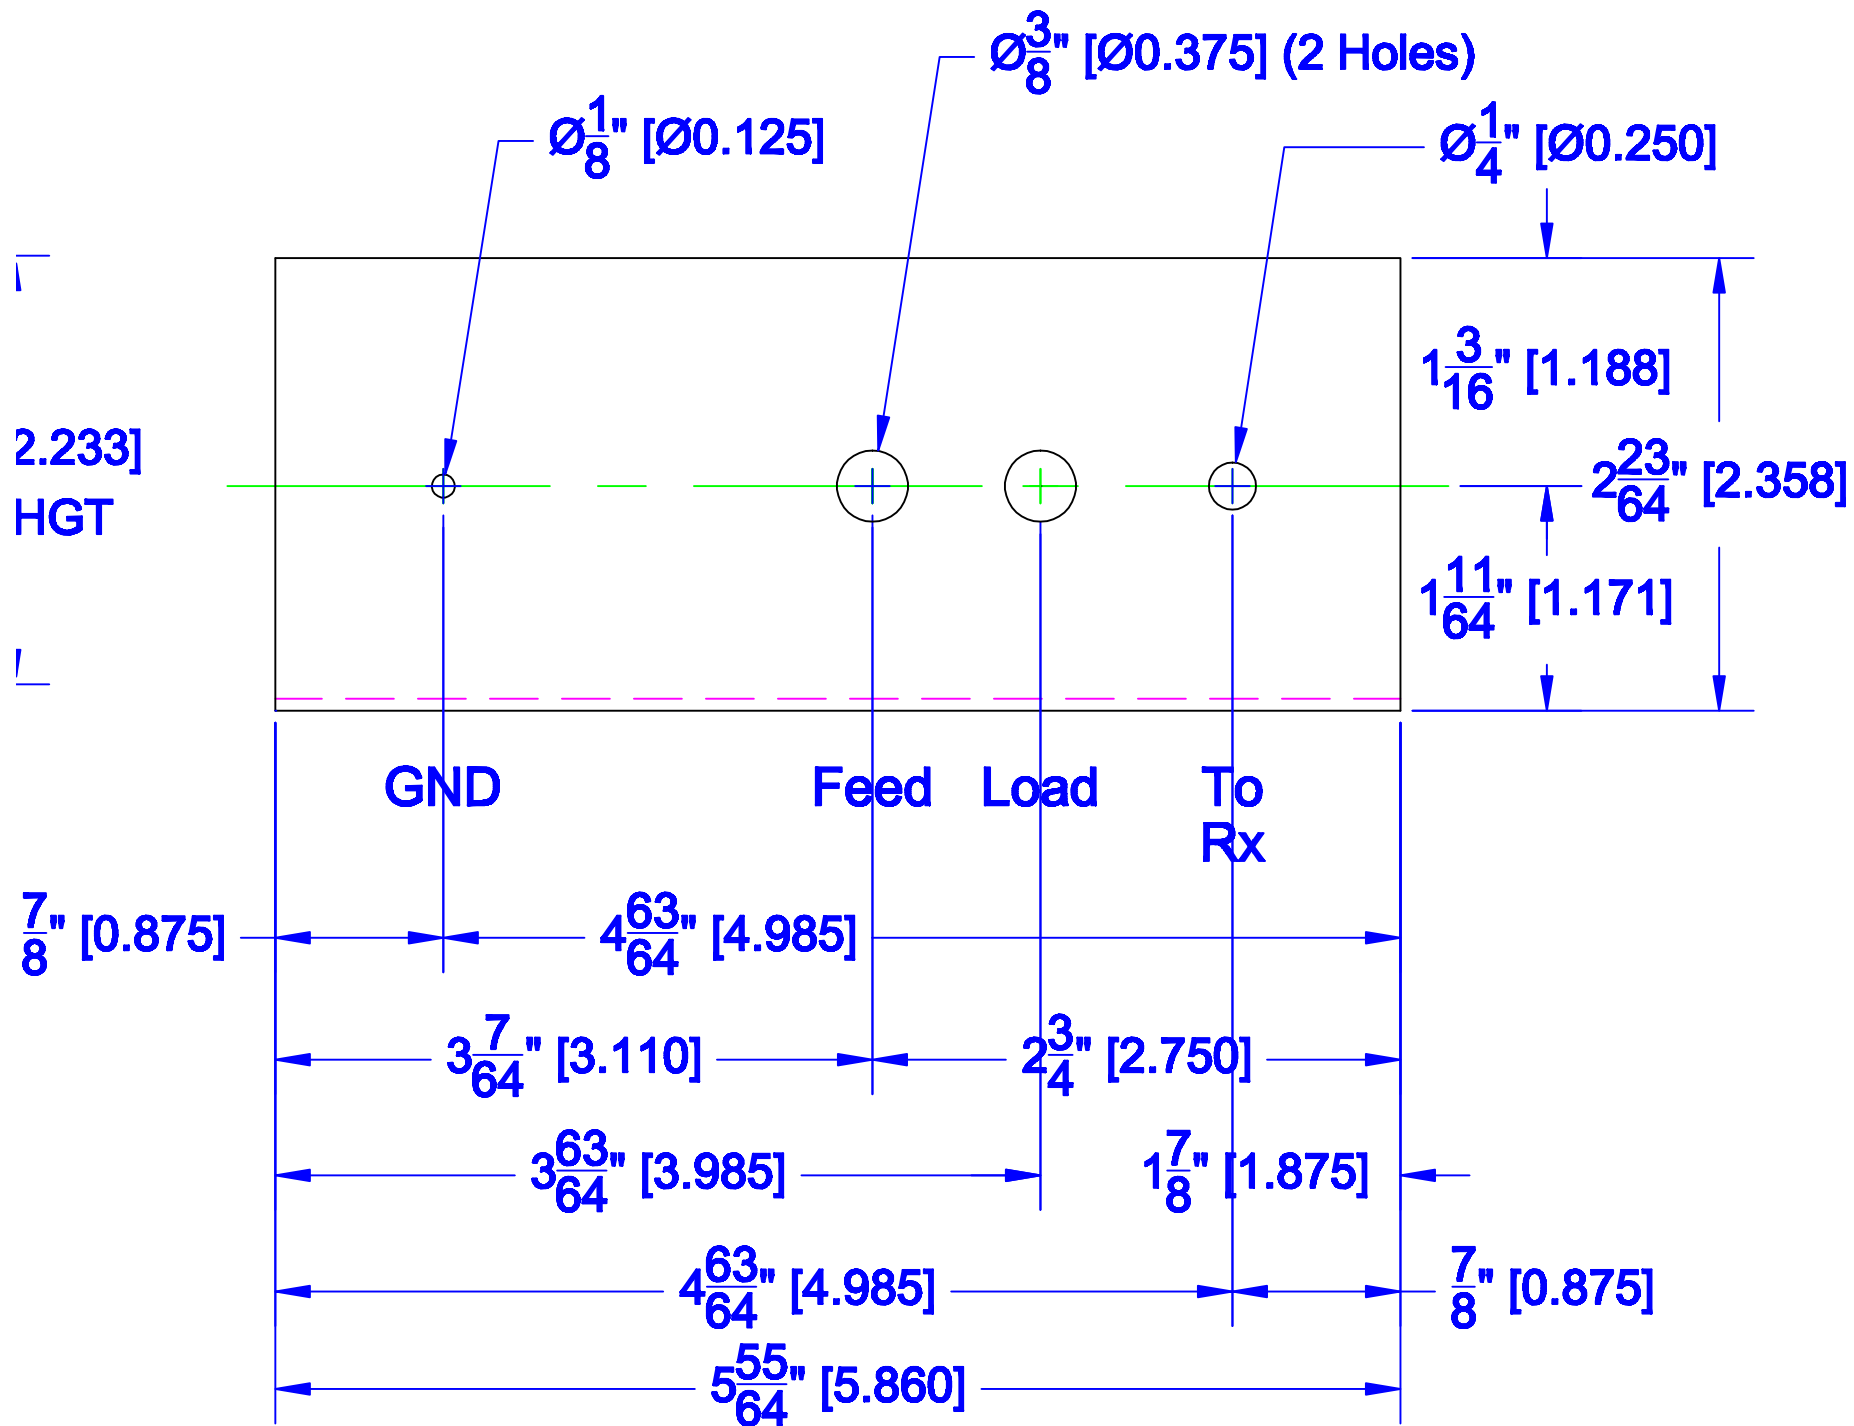 Ø3/8" [Ø0.375] (2 Holes)
Ø1/8" [Ø0.125]
Ø1/4" [Ø0.250]
1 3/16" [1.188]
2.233]
HGT
2 23/64" [2.358]
1 11/64" [1.171]
GND
Feed
Load
To
Rx
7/8" [0.875]
4 63/64" [4.985]
3 7/64" [3.110]
2 3/4" [2.750]
3 63/64" [3.985]
1 7/8" [1.875]
4 63/64" [4.985]
7/8" [0.875]
5 55/64" [5.860]